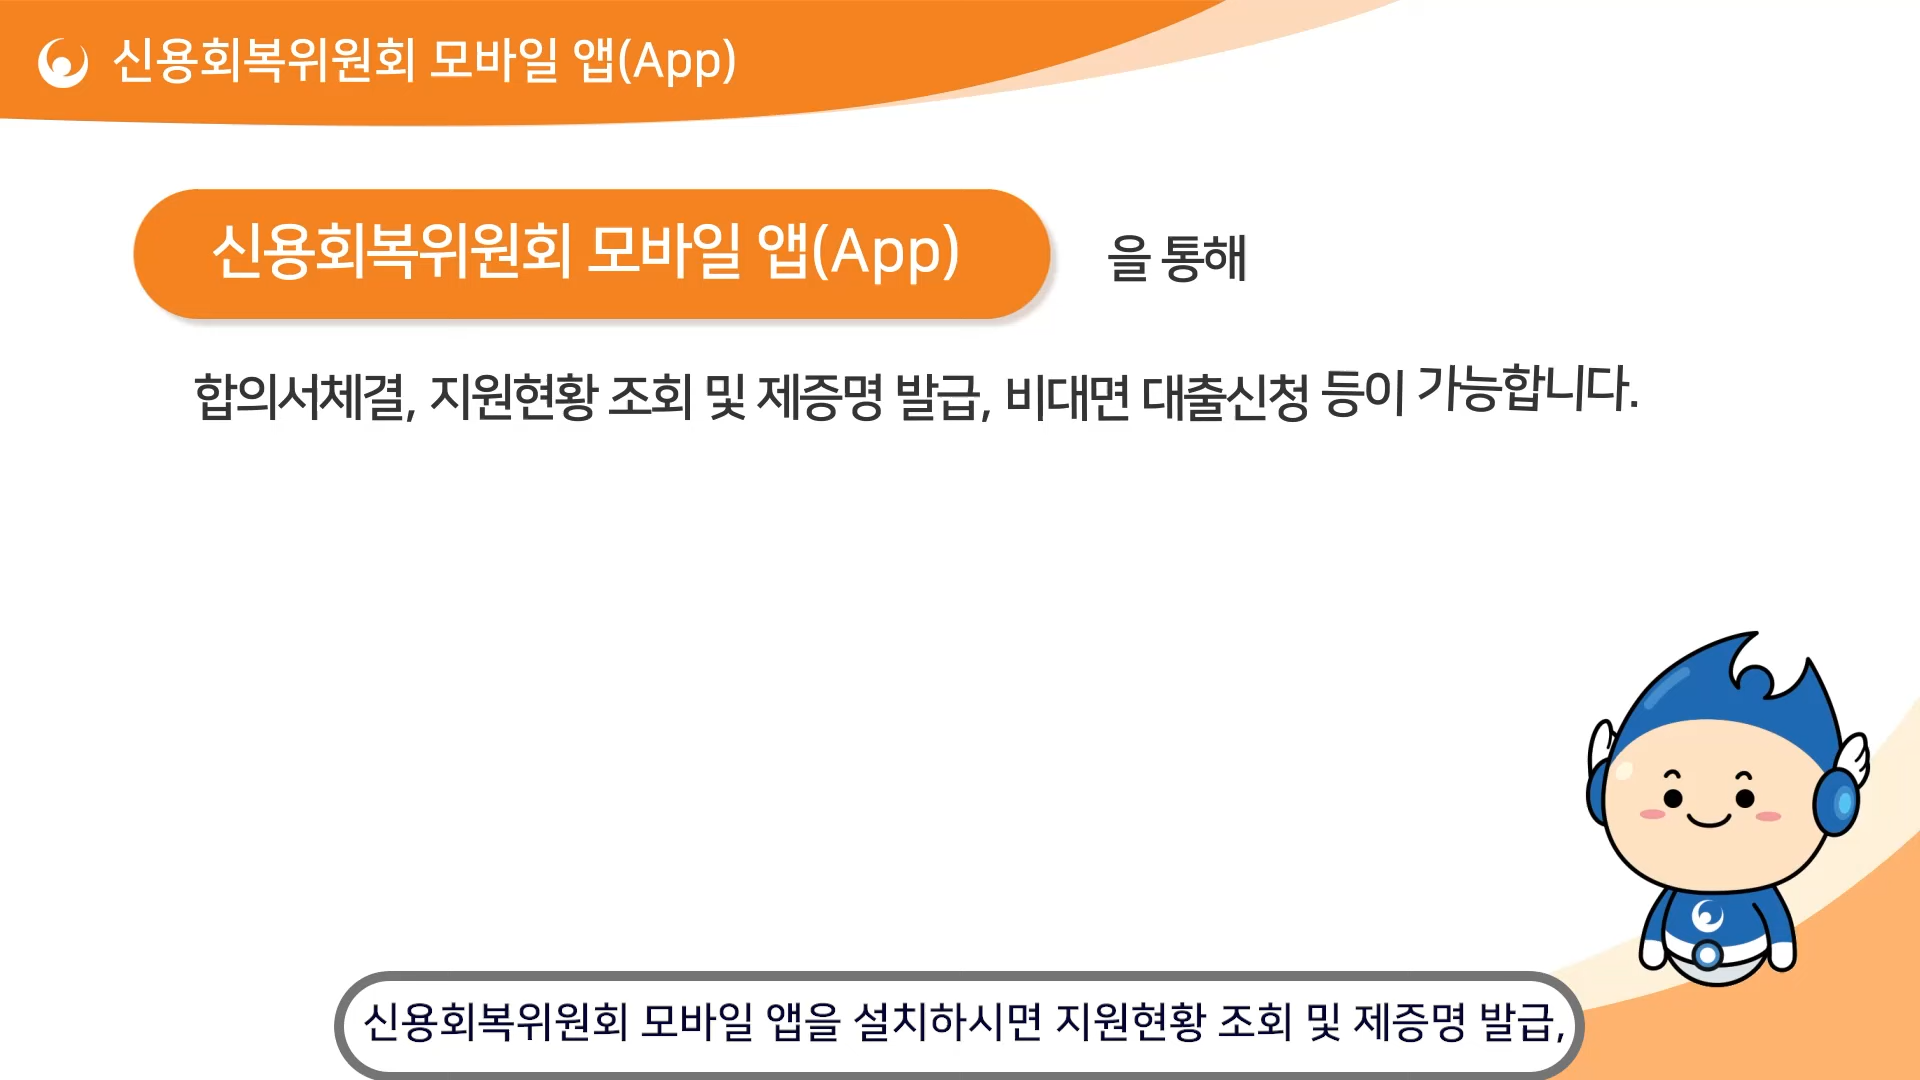 신용회복위원회 모바일 앱(App)
신용회복위원회 모바일 앱(App) 을 통해
합의서체결, 지원현황 조회 및 제증명 발급, 비대면 대출신청 등이 가능합니다.
신용회복위원회 모바일 앱을 설치하시면 지원현황 조회 및 제증명 발급,